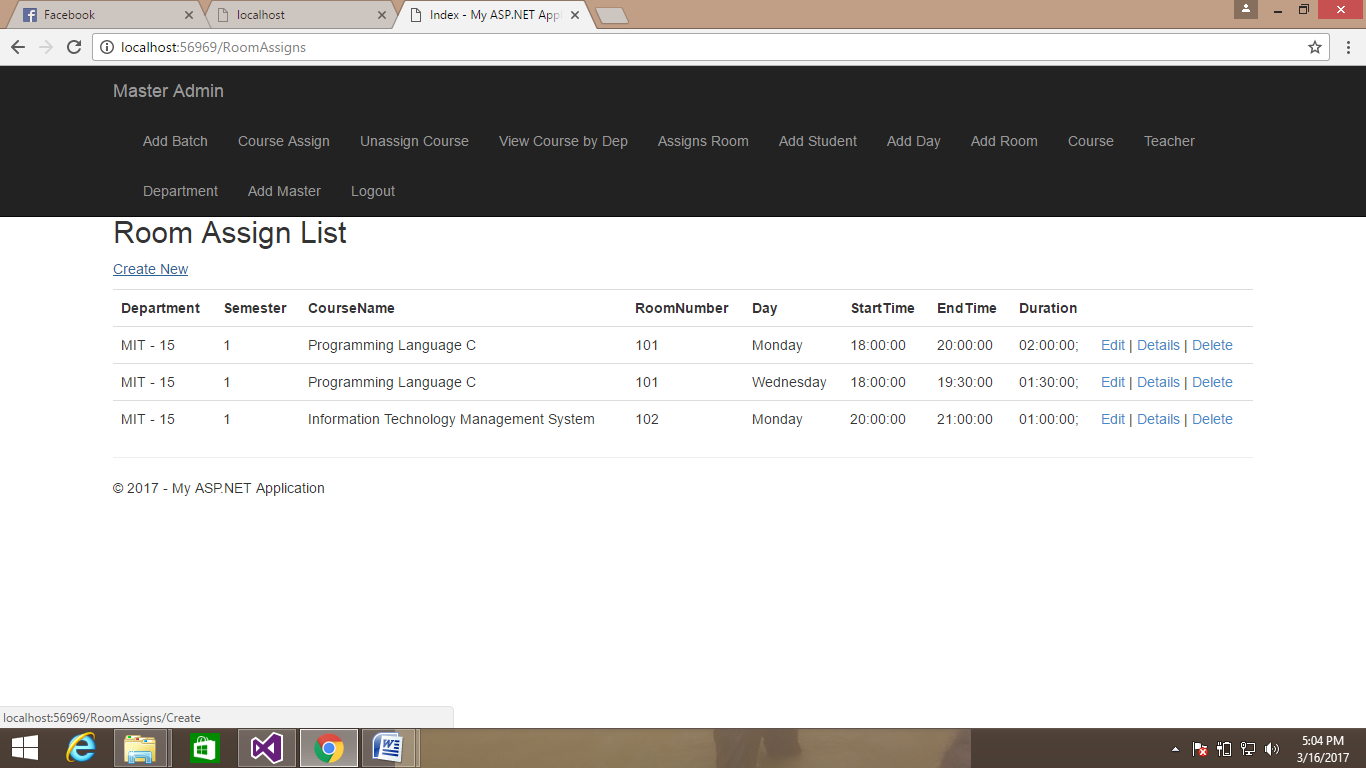 Facebook localhost Index - My ASP.NET Appl
localhost:56969/RoomAssigns
Master Admin
Add Batch Course Assign Unassign Course View Course by Dep Assigns Room Add Student Add Day Add Room Course Teacher
Department Add Master Logout
Room Assign List
Create New
Department Semester CourseName RoomNumber Day StartTime EndTime Duration
MIT - 15 1 Programming Language C 101 Monday 18:00:00 20:00:00 02:00:00; Edit | Details | Delete
MIT - 15 1 Programming Language C 101 Wednesday 18:00:00 19:30:00 01:30:00; Edit | Details | Delete
MIT - 15 1 Information Technology Management System 102 Monday 20:00:00 21:00:00 01:00:00; Edit | Details | Delete
© 2017 - My ASP.NET Application
localhost:56969/RoomAssigns/Create
5:04 PM
3/16/2017